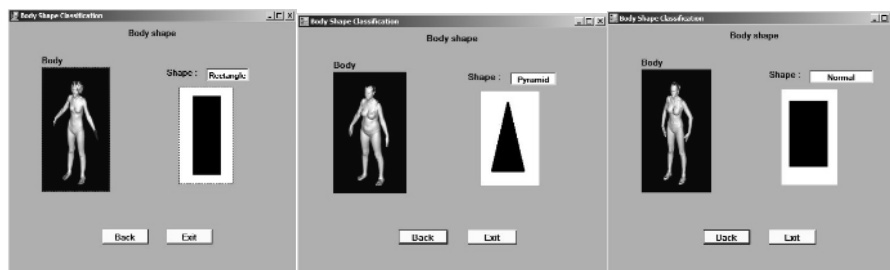 Body Shape Classification
Body shape
Body
Shape : Rectangle
Back Exit
Body Shape Classification
Body shape
Body
Shape : Pyramid
Back Exit
Body Shape Classification
Body shape
Body
Shape : Normal
Back Exit